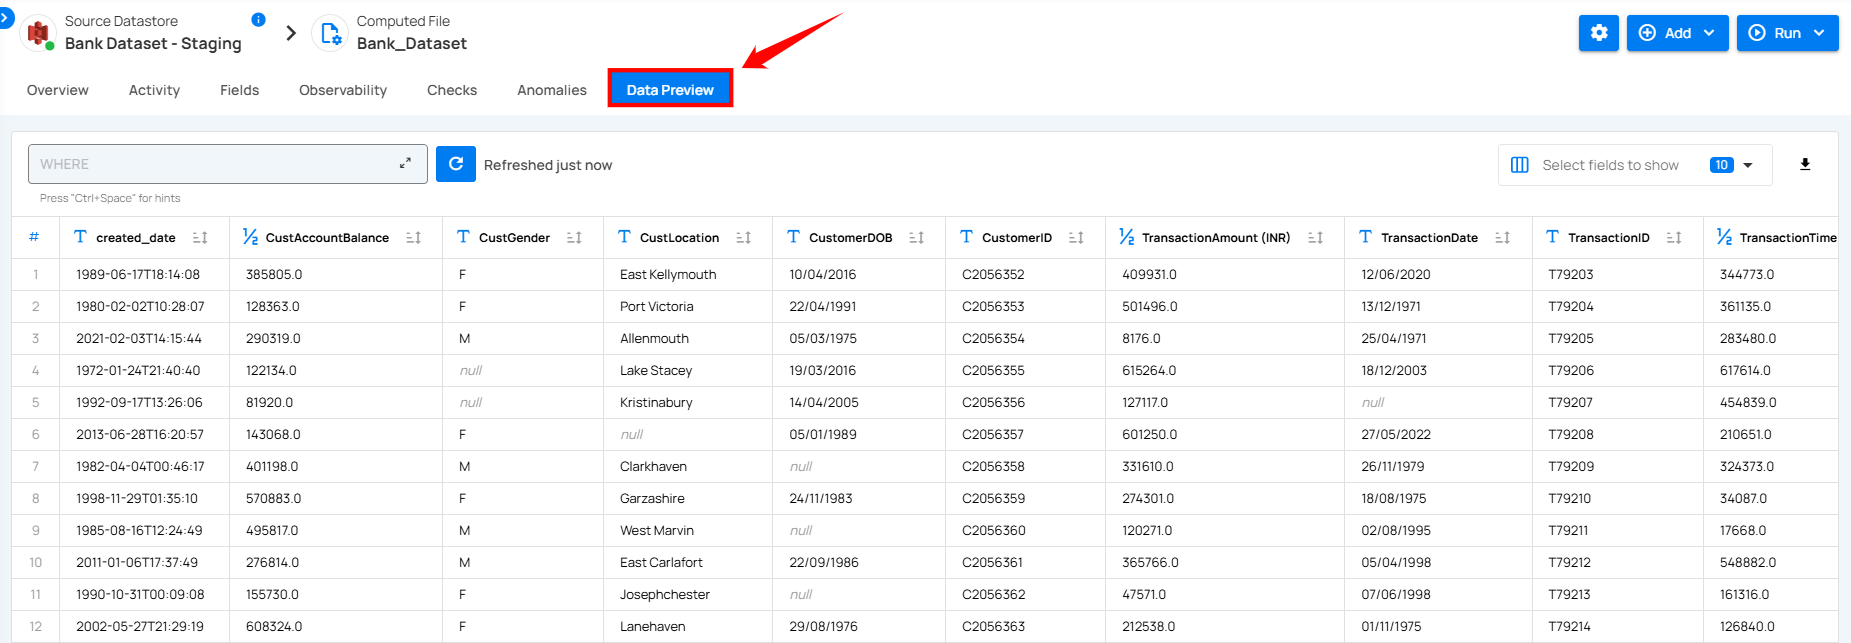 Source Datastore
Bank Dataset - Staging
Computed File
Bank_Dataset
Add
Run
Overview Activity Fields Observability Checks Anomalies Data Preview
WHERE
Refreshed just now
Select fields to show 10
Press "Ctrl+Space" for hints
# created_date ½ CustAccountBalance CustGender CustLocation CustomerDOB CustomerID ½ TransactionAmount (INR) TransactionDate TransactionID ½ TransactionTime
1 1989-06-17T18:14:08 385805.0 F East Kellymouth 10/04/2016 C2056352 409931.0 12/06/2020 T79203 344773.0
2 1980-02-02T10:28:07 128363.0 F Port Victoria 22/04/1991 C2056353 501496.0 13/12/1971 T79204 361135.0
3 2021-02-03T14:15:44 290319.0 M Allenmouth 05/03/1975 C2056354 8176.0 25/04/1971 T79205 283480.0
4 1972-01-24T21:40:40 122134.0 null Lake Stacey 19/03/2016 C2056355 615264.0 18/12/2003 T79206 617614.0
5 1992-09-17T13:26:06 81920.0 null Kristinabury 14/04/2005 C2056356 127117.0 null T79207 454839.0
6 2013-06-28T16:20:57 143068.0 F null 05/01/1989 C2056357 601250.0 27/05/2022 T79208 210651.0
7 1982-04-04T00:46:17 401198.0 M Clarkhaven null C2056358 331610.0 26/11/1979 T79209 324373.0
8 1998-11-29T01:35:10 570883.0 F Garzashire 24/11/1983 C2056359 274301.0 18/08/1975 T79210 34087.0
9 1985-08-16T12:24:49 495817.0 M West Marvin null C2056360 120271.0 02/08/1995 T79211 17668.0
10 2011-01-06T17:37:49 276814.0 M East Carlafort 22/09/1986 C2056361 365766.0 05/04/1998 T79212 548882.0
11 1990-10-31T00:09:08 155730.0 F Josephchester null C2056362 47571.0 07/06/1998 T79213 161316.0
12 2002-05-27T21:29:19 608324.0 F Lanehaven 29/08/1976 C2056363 212538.0 01/11/1975 T79214 126840.0